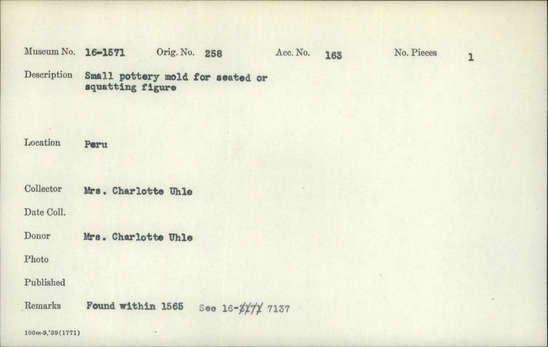 Museum No. 16-1571 Orig. No. 258 Acc. No. 163 No. Pieces 1
Description Small pottery mold for seated or
squatting figure
Location Peru
Collector Mrs. Charlotte Uhle
Date Coll.
Donor Mrs. Charlotte Uhle
Photo
Published
Remarks Found within 1565 See 16- 7137
100m-9,'39(1771)